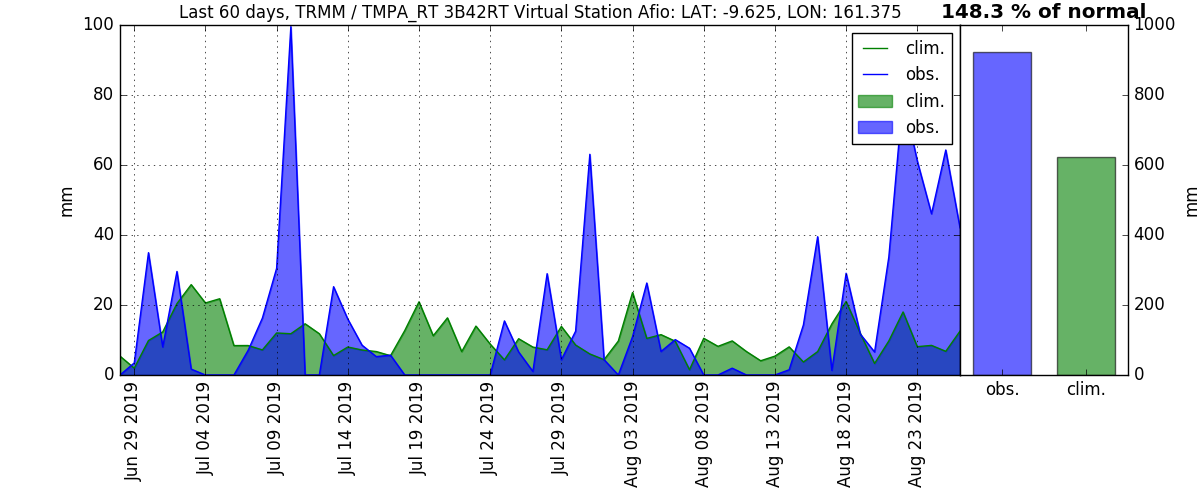 Last 60 days, TRMM / TMPA_RT 3B42RT Virtual Station Afio: LAT: -9.625, LON: 161.375
148.3 % of normal
mm
100
80
60
40
20
0
clim.
obs.
clim.
obs.
1000
800
600
400
200
0
mm
Jun 29 2019
Jul 04 2019
Jul 09 2019
Jul 14 2019
Jul 19 2019
Jul 24 2019
Jul 29 2019
Aug 03 2019
Aug 08 2019
Aug 13 2019
Aug 18 2019
Aug 23 2019
obs.
clim.